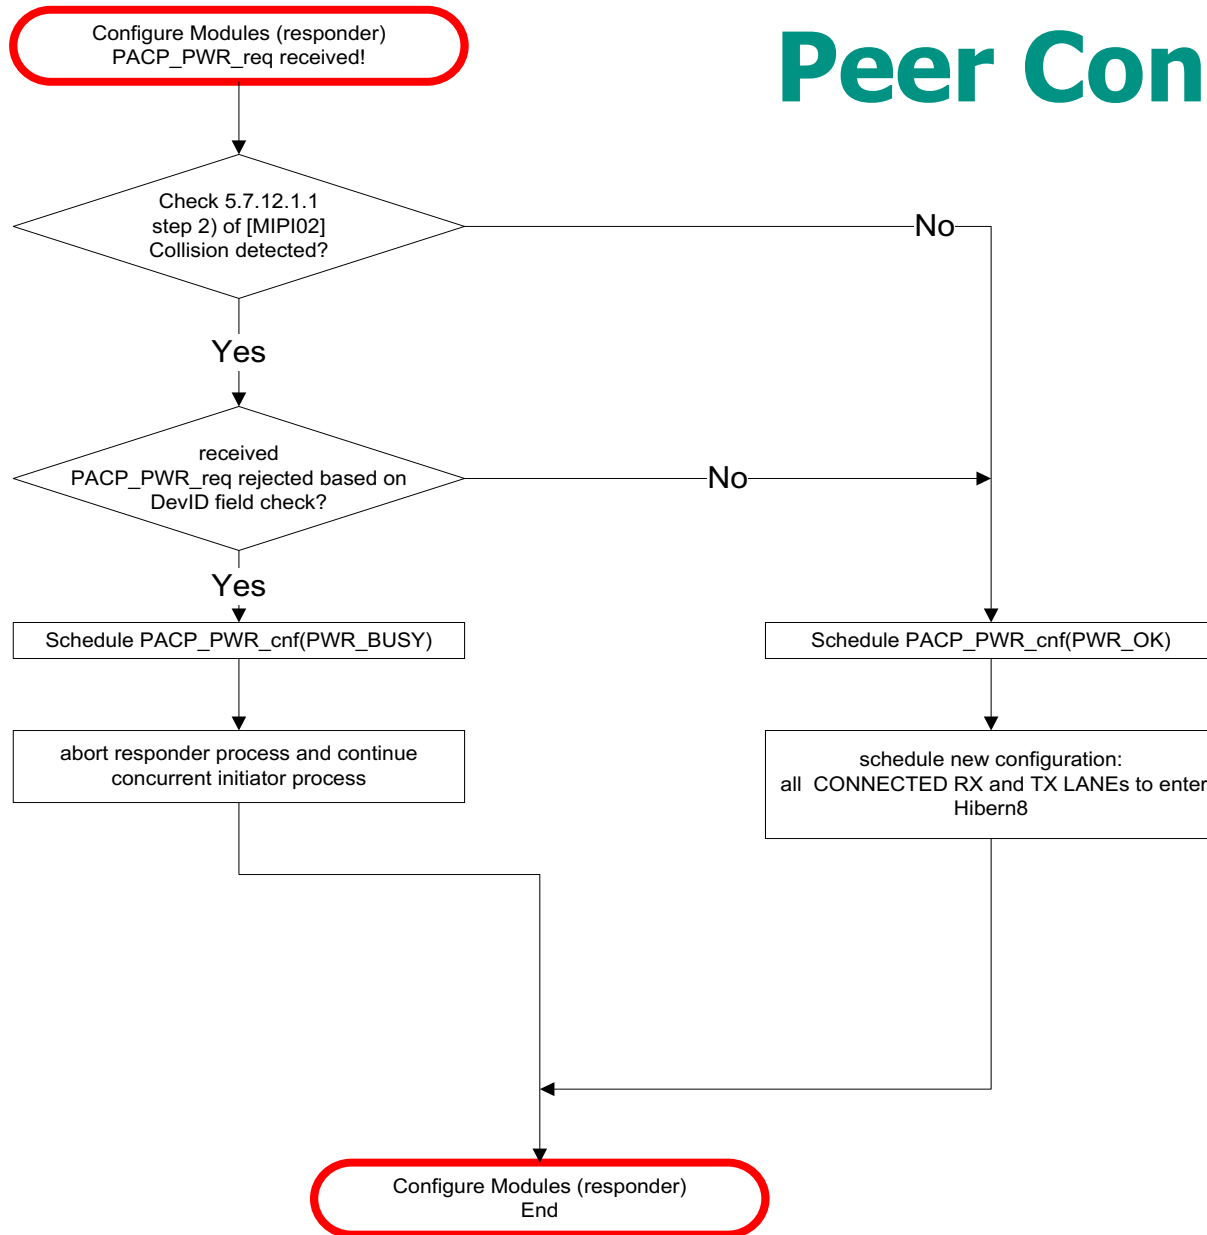 Configure Modules (responder)
PACP_PWR_req received!
Peer Con
Check 5.7.12.1.1
step 2) of [MIPI02]
Collision detected?
No
Yes
received
PACP_PWR_req rejected based on
DevID field check?
No
Yes
Schedule PACP_PWR_cnf(PWR_BUSY)
Schedule PACP_PWR_cnf(PWR_OK)
abort responder process and continue
concurrent initiator process
schedule new configuration:
all CONNECTED RX and TX LANEs to enter
Hibern8
Configure Modules (responder)
End